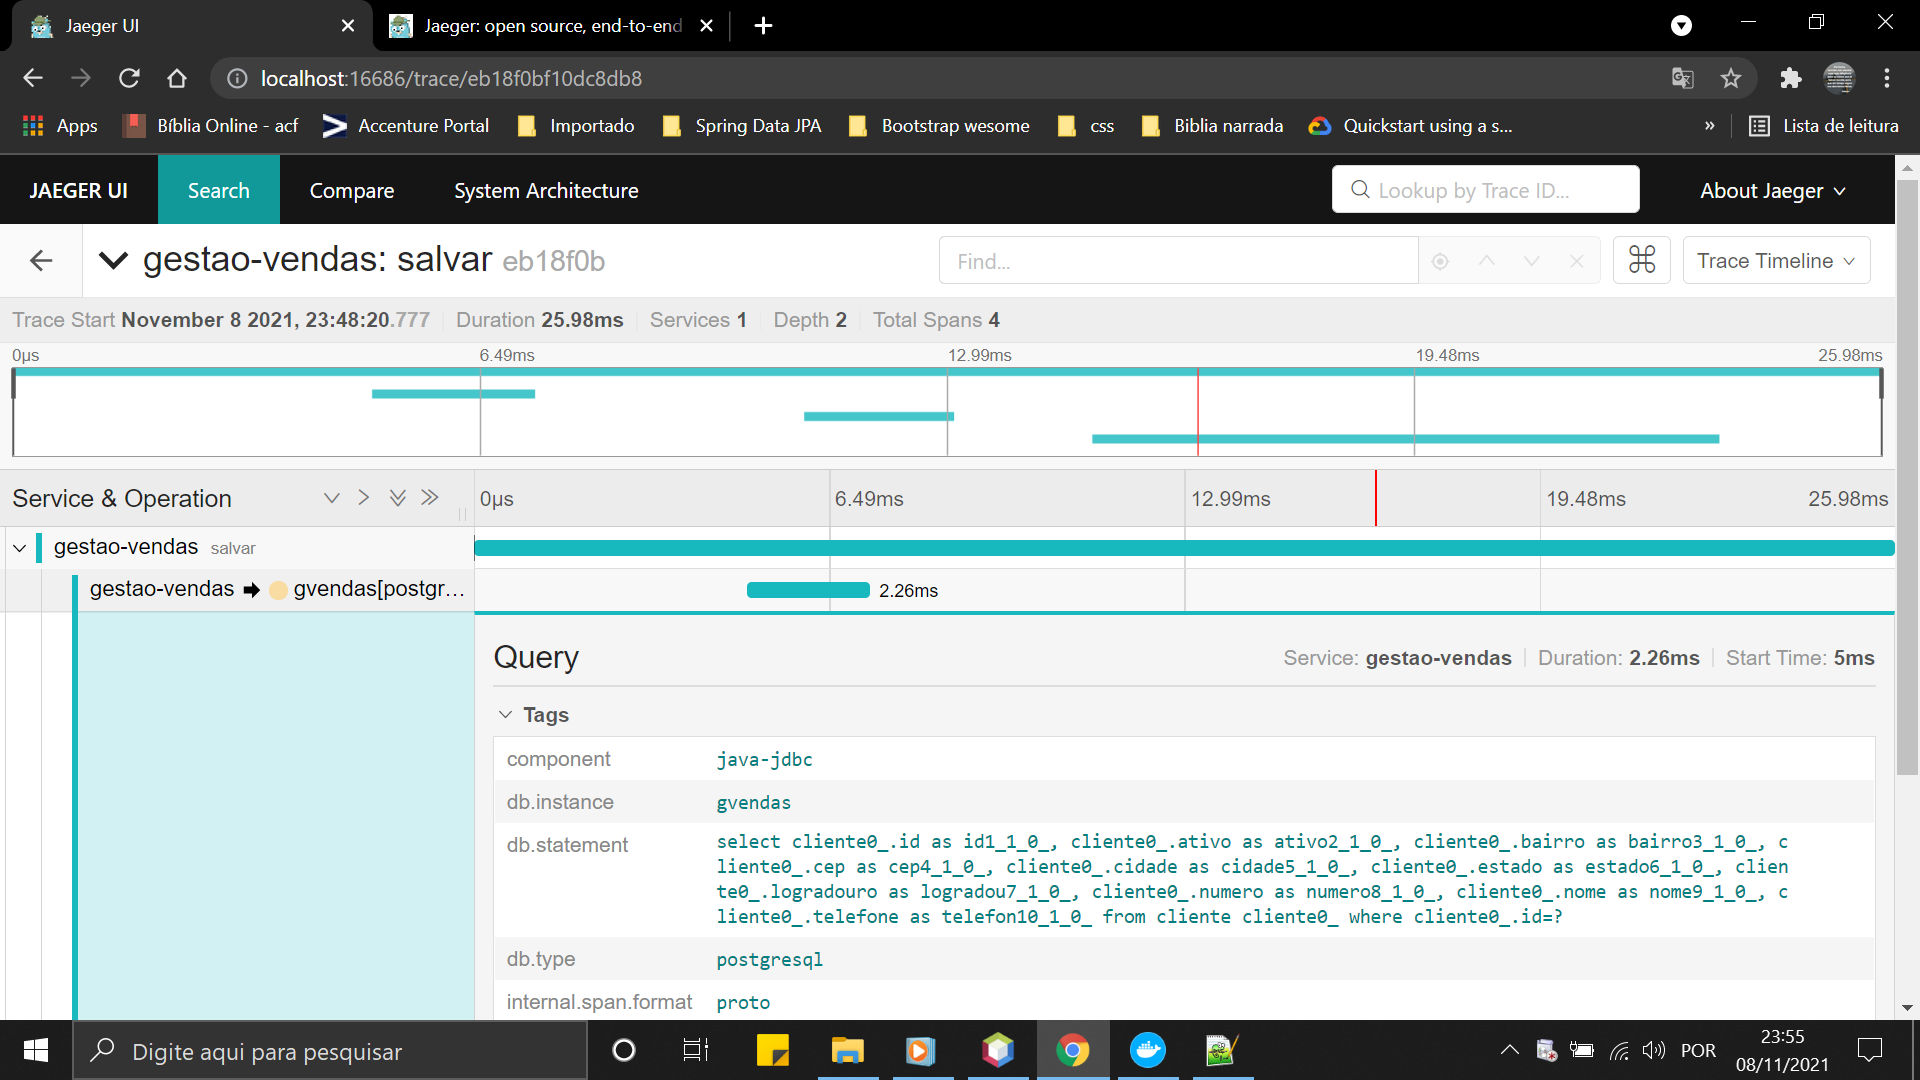 Jaeger UI
Jaeger: open source, end-to-end
localhost:16686/trace/eb18f0bf10dc8db8
Apps
Bíblia Online - acf
Accenture Portal
Importado
Spring Data JPA
Bootstrap wesome
css
Biblia narrada
Quickstart using a s...
»
Lista de leitura
JAEGER UI
Search
Compare
System Architecture
Lookup by Trace ID...
About Jaeger
gestao-vendas: salvar eb18f0b
Find...
Trace Timeline
Trace Start November 8 2021, 23:48:20.777
Duration 25.98ms
Services 1
Depth 2
Total Spans 4
0μs
6.49ms
12.99ms
19.48ms
25.98ms
Service & Operation
0μs
6.49ms
12.99ms
19.48ms
25.98ms
gestao-vendas salvar
gestao-vendas
gvendas[postgr...
2.26ms
Query
Service: gestao-vendas
Duration: 2.26ms
Start Time: 5ms
Tags
component
java-jdbc
db.instance
gvendas
db.statement
select cliente0_.id as id1_1_0_, cliente0_.ativo as ativo2_1_0_, cliente0_.bairro as bairro3_1_0_, c
liente0_.cep as cep4_1_0_, cliente0_.cidade as cidade5_1_0_, cliente0_.estado as estado6_1_0_, clien
te0_.logradouro as logradou7_1_0_, cliente0_.numero as numero8_1_0_, cliente0_.nome as nome9_1_0_, c
liente0_.telefone as telefon10_1_0_ from cliente cliente0_ where cliente0_.id=?
db.type
postgresql
internal.span.format
proto
Digite aqui para pesquisar
POR
23:55
08/11/2021